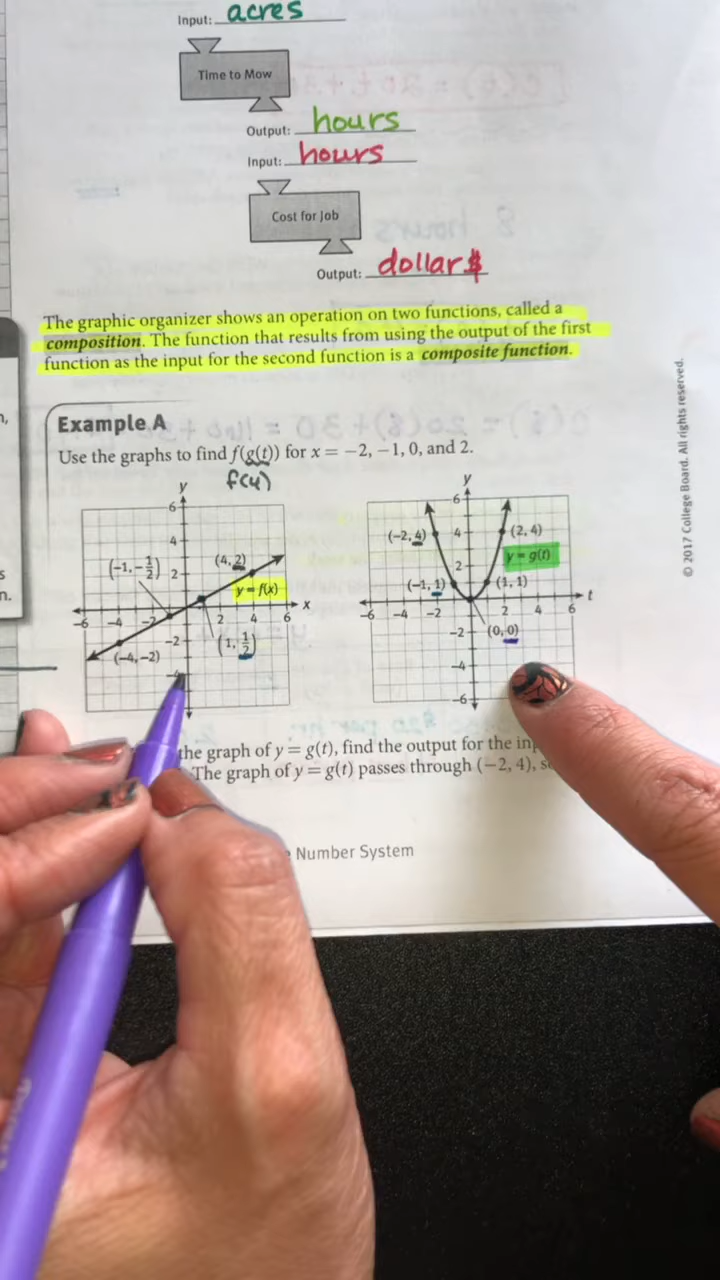 Input: acres
Time to Mow
Output: hours
Input: hours
Cost for Job
Output: dollar$
The graphic organizer shows an operation on two functions, called a
composition. The function that results from using the output of the first
function as the input for the second function is a composite function.
© 2017 College Board. All rights reserved.
Example A
Use the graphs to find f(g(t)) for x = −2, −1, 0, and 2.
f(4)
y
6
4
2
(−1, −1/2)
(4, 2)
y = f(x)
x
−6 −4 −2 2 4 6
−2
(−4, −2)
(1, 1/2)
−4
y
6
(−2, 4)
4
(2, 4)
y = g(t)
2
(−1, 1)
(1, 1)
t
−6 −4 −2 2 4 6
−2
(0, 0)
−4
−6
the graph of y = g(t), find the output for the
The graph of y = g(t) passes through (−2, 4),
Number System